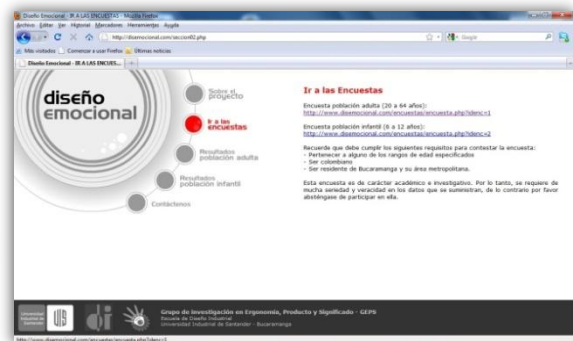 Diseño Emocional - IR A LAS ENCUESTAS - Mozilla Firefox
Archivo Editar Ver Historial Marcadores Herramientas Ayuda
http://disemocional.com/seccion02.php
Google
Más visitados Comenzar a usar Firefox Últimas noticias
Diseño Emocional - IR A LAS ENCUES...
diseño
emocional
Sobre el
proyecto
Ir a las
encuestas
Resultados
población adulta
Resultados
población infantil
Contáctenos
Ir a las Encuestas
Encuesta población adulta (20 a 64 años):
http://www.disemocional.com/encuestas/encuesta.php?idenc=1
Encuesta población infantil (6 a 12 años):
http://www.disemocional.com/encuestas/encuesta.php?idenc=2
Recuerde que debe cumplir los siguientes requisitos para contestar la encuesta:
- Pertenecer a alguno de los rangos de edad especificados
- Ser colombiano
- Ser residente de Bucaramanga y su área metropolitana.
Esta encuesta es de carácter académico e investigativo. Por lo tanto, se requiere de
mucha seriedad y veracidad en los datos que se suministran, de lo contrario por favor
absténgase de participar en ella.
Universidad
Industrial de
Santander
UIS
di
Grupo de Investigación en Ergonomía, Producto y Significado - GEPS
Escuela de Diseño Industrial
Universidad Industrial de Santander - Bucaramanga
http://www.disemocional.com/encuestas/encuesta.php?idenc=1